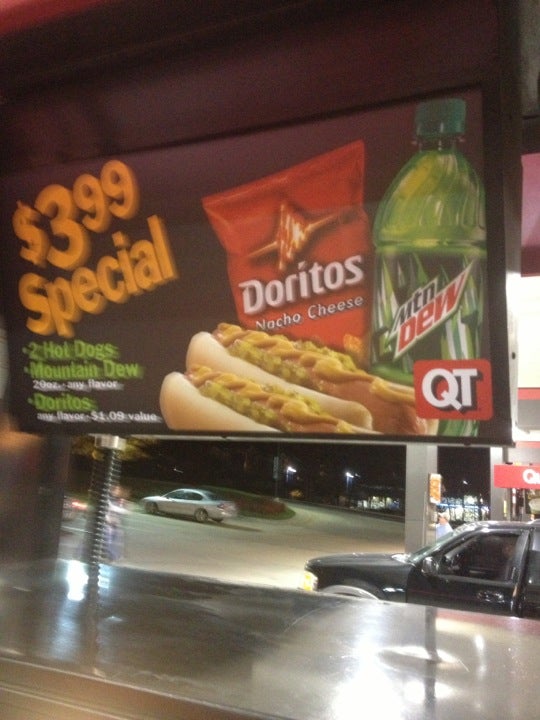 $3.99
Special
•2 Hot Dogs
•Mountain Dew
20oz.-any flavor
•Doritos
any flavor-$1.09 value
Doritos
Nacho Cheese
Mtn
DEW
QT
Q